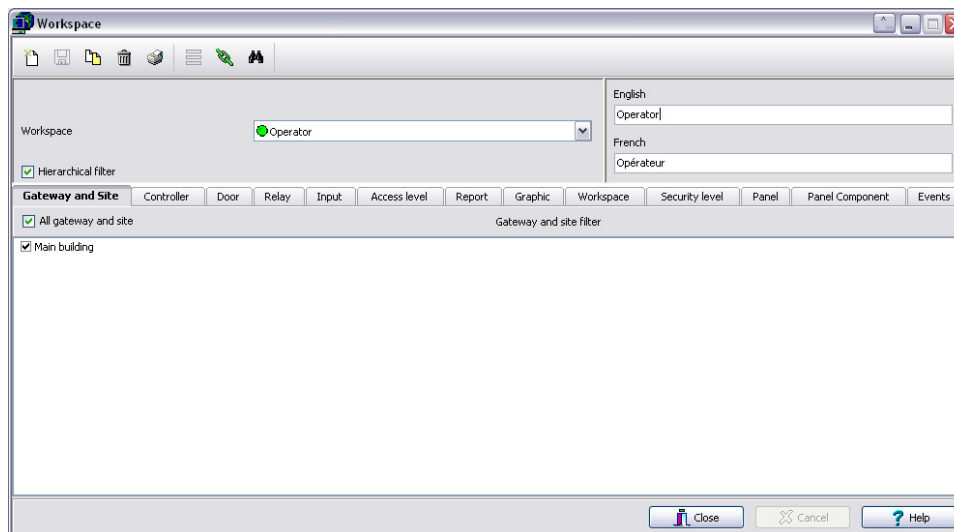 Workspace
English
Operator
Workspace
Operator
French
Opérateur
Hierarchical filter
Gateway and Site Controller Door Relay Input Access level Report Graphic Workspace Security level Panel Panel Component Events
All gateway and site Gateway and site filter
Main building
Close Cancel Help